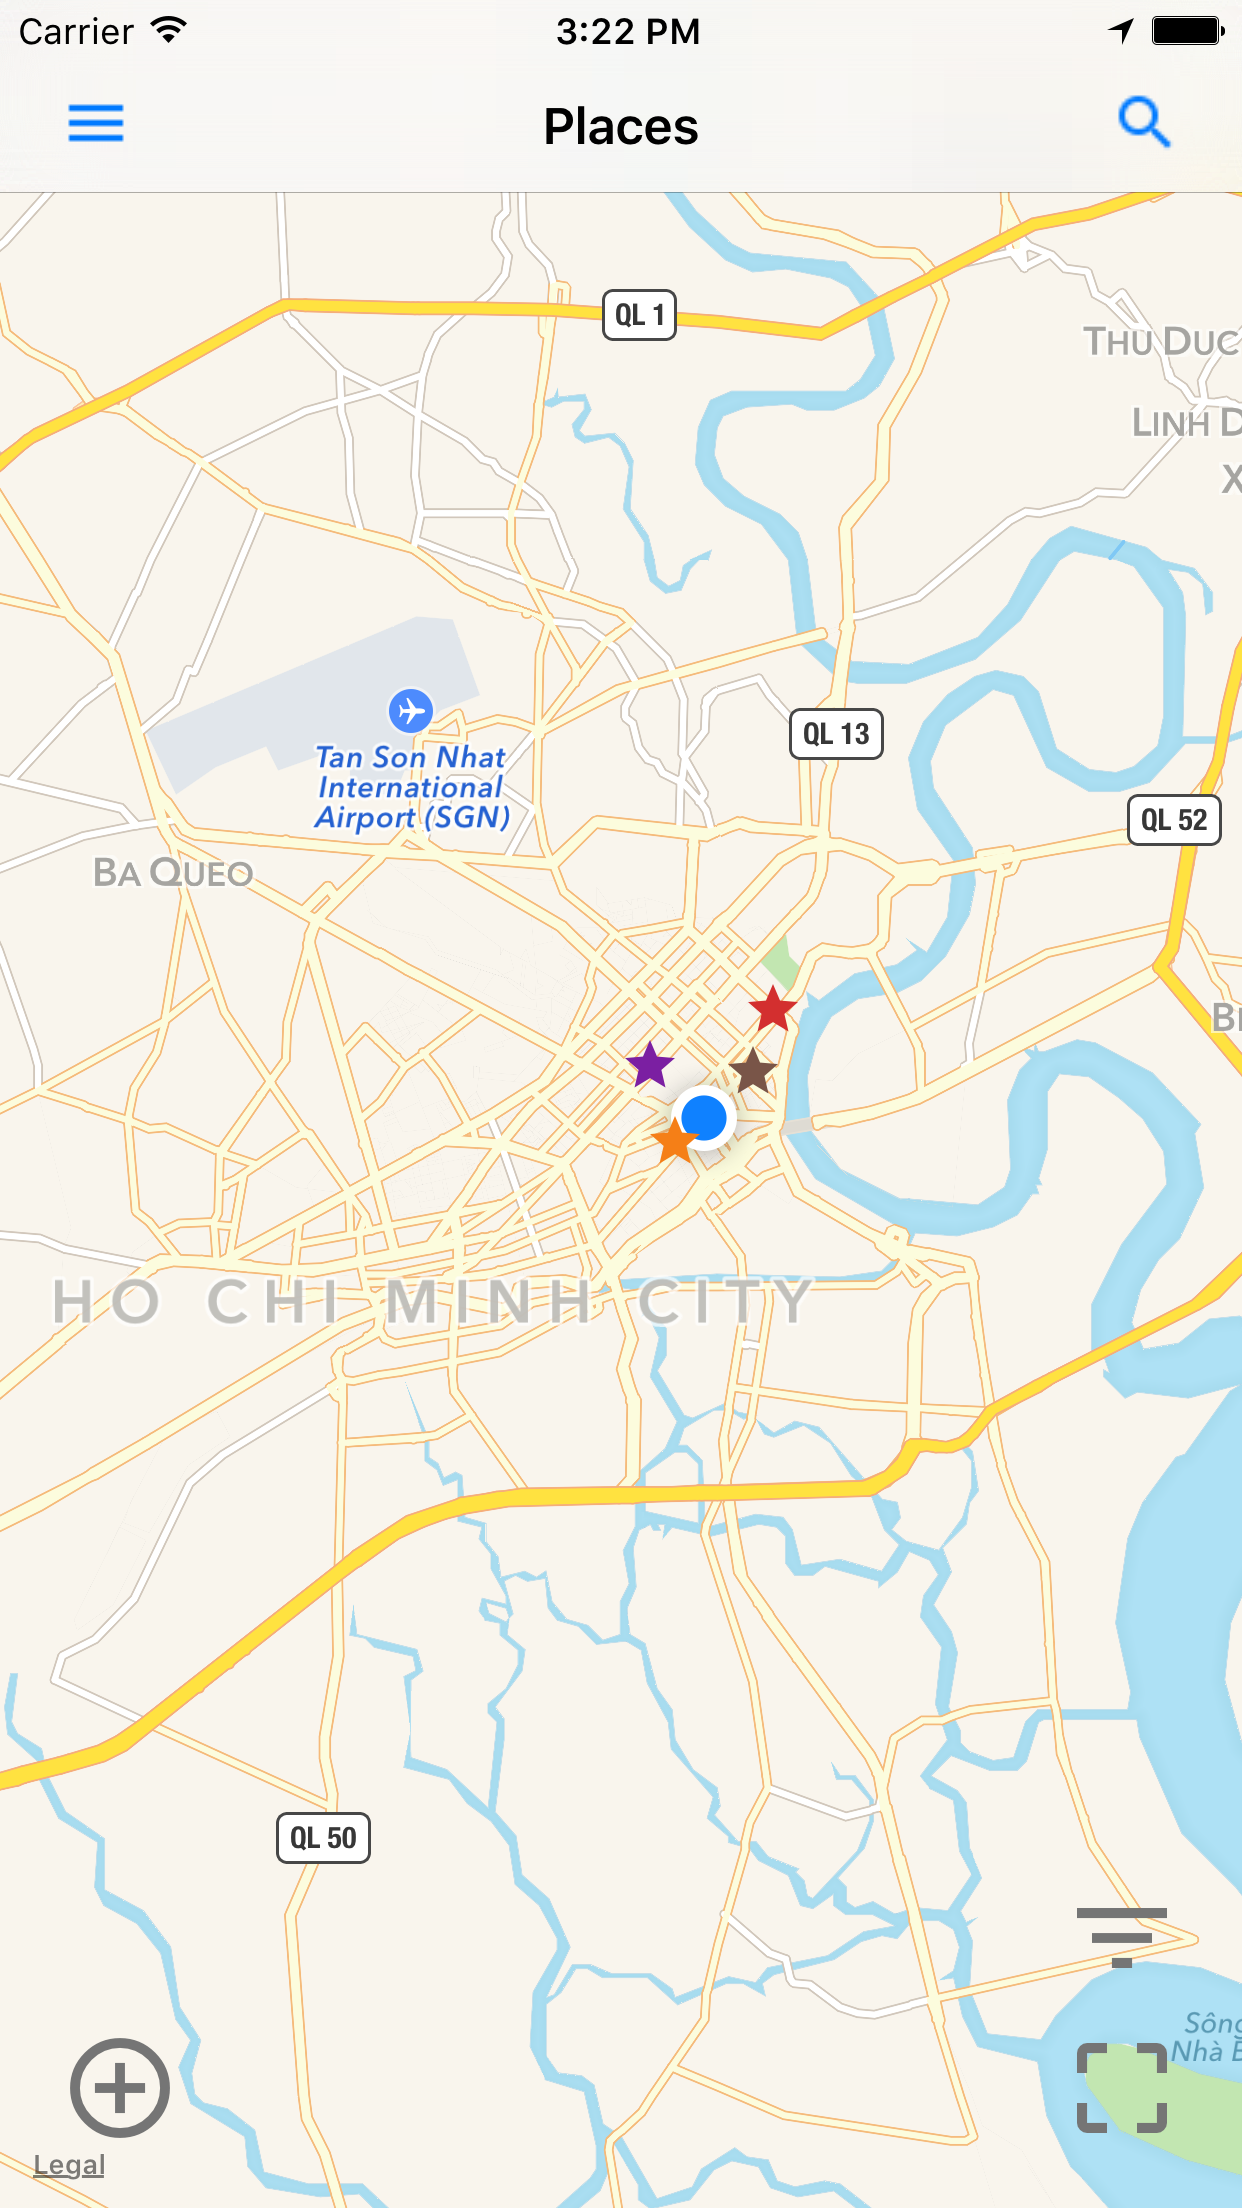 Carrier 3:22 PM
Places
QL 1
THU DUC
LINH D
X
QL 13
Tan Son Nhat
International
Airport (SGN)
QL 52
BA QUEO
HO CHI MINH CITY
QL 50
Sông
Nhà
Legal